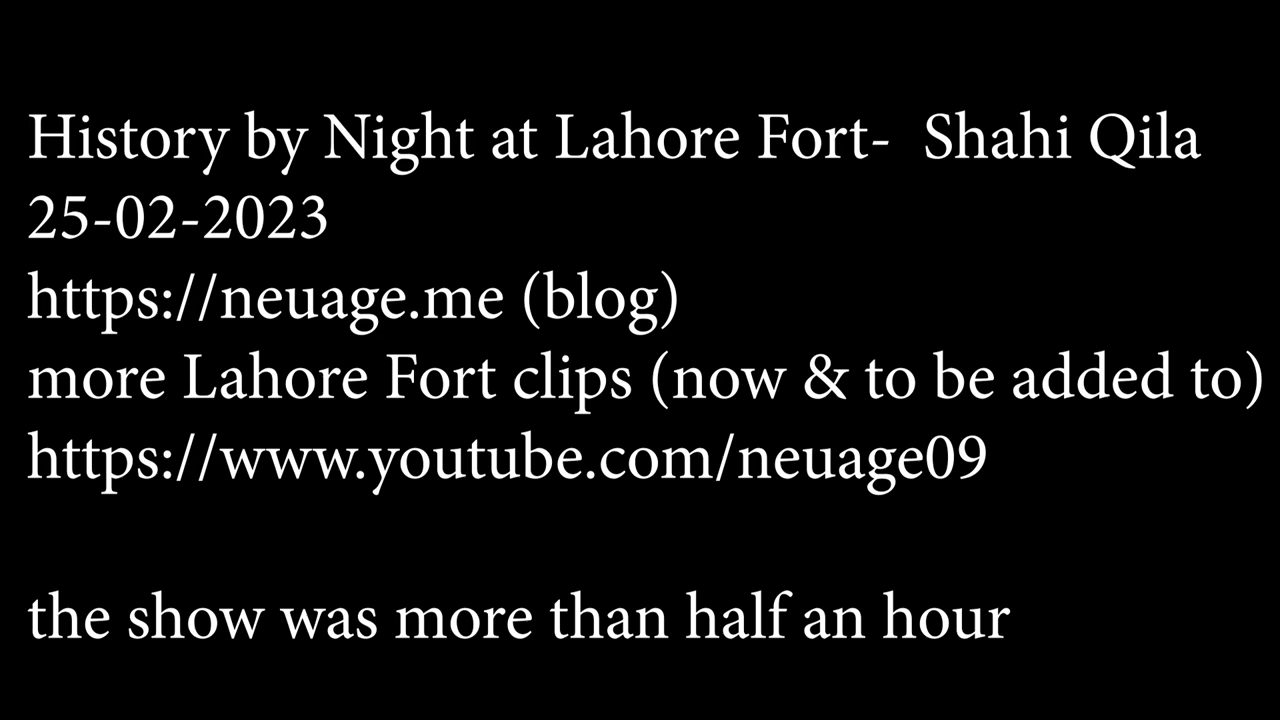 History by Night at Lahore Fort-  Shahi Qila
25-02-2023
https://neuage.me (blog)
more Lahore Fort clips (now & to be added to)
https://www.youtube.com/neuage09
the show was more than half an hour